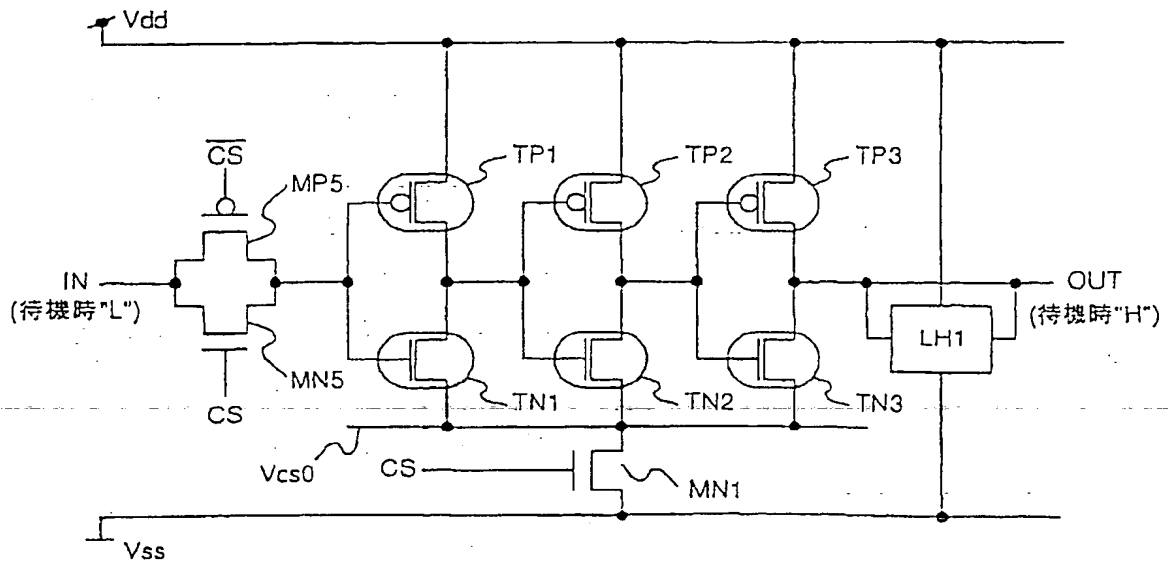 Vdd
CS
MP5
TP1
TP2
TP3
IN
(待機時"L")
OUT
(待機時"H")
LH1
MN5
CS
TN1
TN2
TN3
Vcs0
CS
MN1
Vss